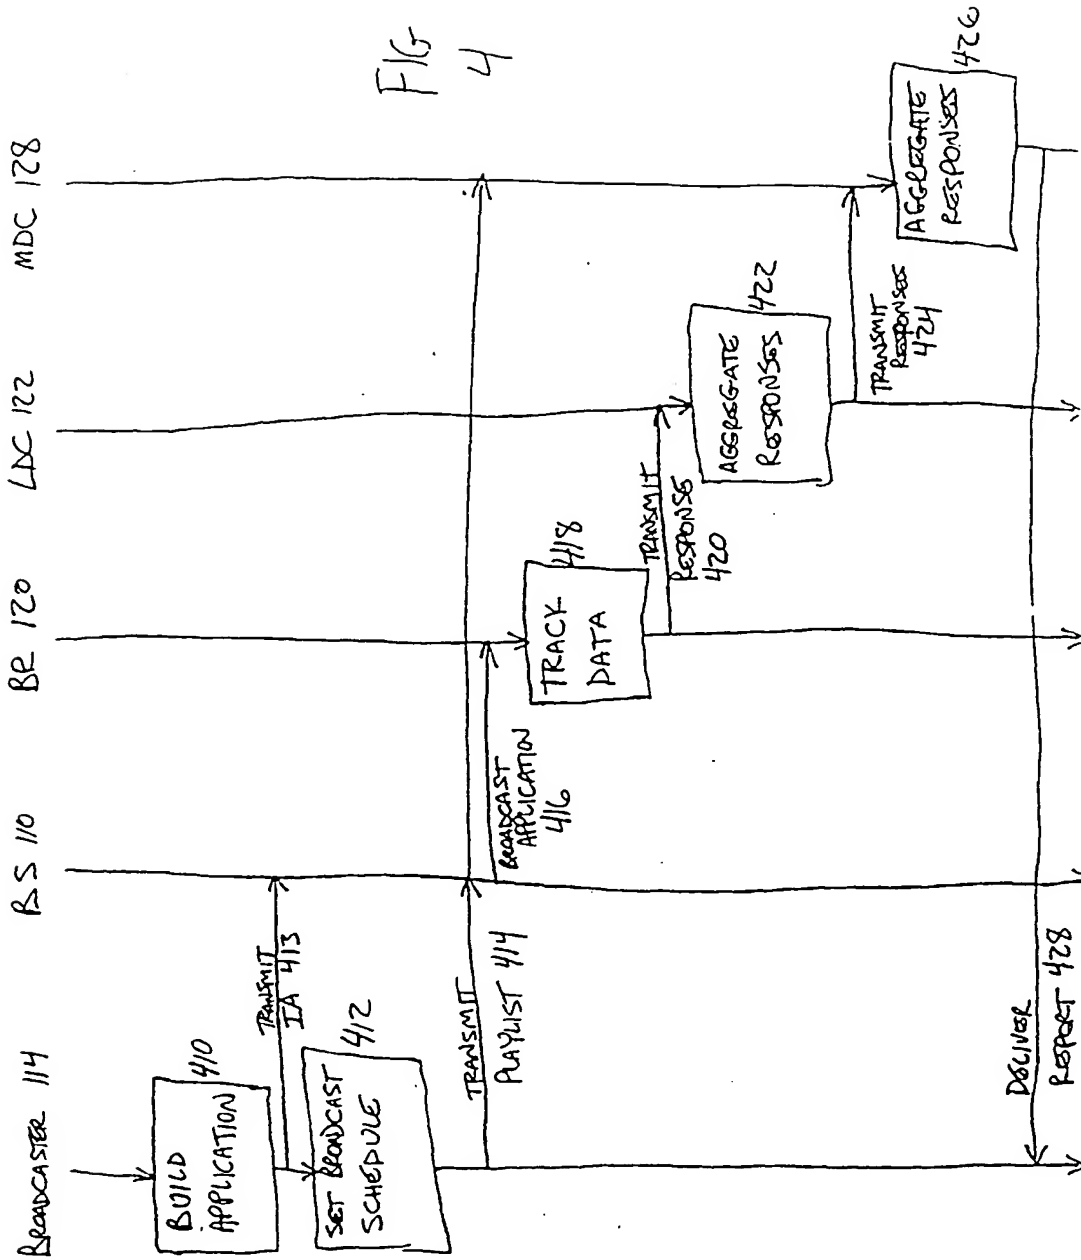 BROADCASTER 114
BS 110
BR 120
LDC 122
MDC 128
BUILD
APPLICATION
410
TRANSMIT
IA 413
SET BROADCAST
SCHEDULE
412
TRANSMIT
PLAYLIST 414
BROADCAST
APPLICATION
416
TRACK
DATA
418
TRANSMIT
RESPONSE
420
AGGREGATE
RESPONSES
422
TRANSMIT
RESPONSES
424
AGGREGATE
RESPONSES
426
DELIVER
REPORT 428
FIG
4